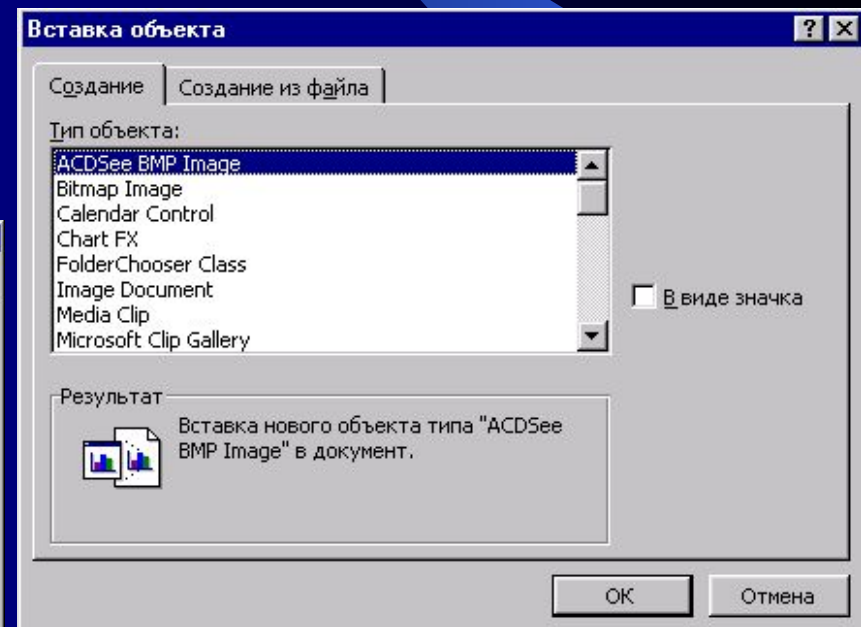 Вставка объекта
Создание
Создание из файла
Тип объекта:
ACDSee BMP Image
Bitmap Image
Calendar Control
Chart FX
FolderChooser Class
Image Document
Media Clip
Microsoft Clip Gallery
В виде значка
Результат
Вставка нового объекта типа "ACDSee
BMP Image" в документ.
ОК
Отмена